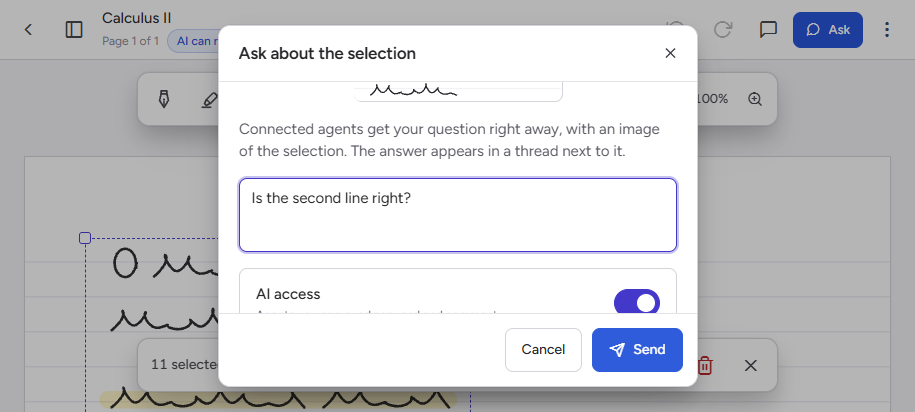 Calculus II
Page 1 of 1
AI can r
Ask
100%
Ask about the selection
Connected agents get your question right away, with an image
of the selection. The answer appears in a thread next to it.
Is the second line right?
AI access
Cancel
Send
11 selecte